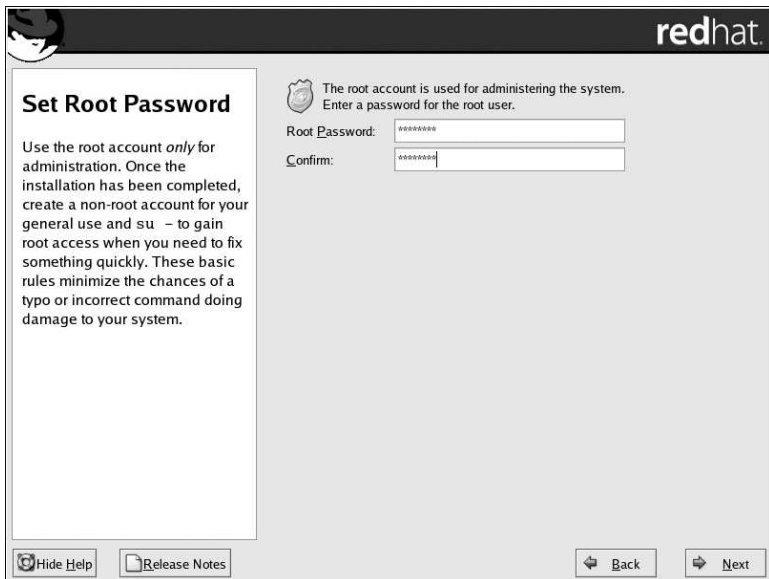 redhat.
Set Root Password
Use the root account only for
administration. Once the
installation has been completed,
create a non-root account for your
general use and su - to gain
root access when you need to fix
something quickly. These basic
rules minimize the chances of a
typo or incorrect command doing
damage to your system.
The root account is used for administering the system.
Enter a password for the root user.
Root Password: ********
Confirm: ********
Hide Help
Release Notes
Back
Next